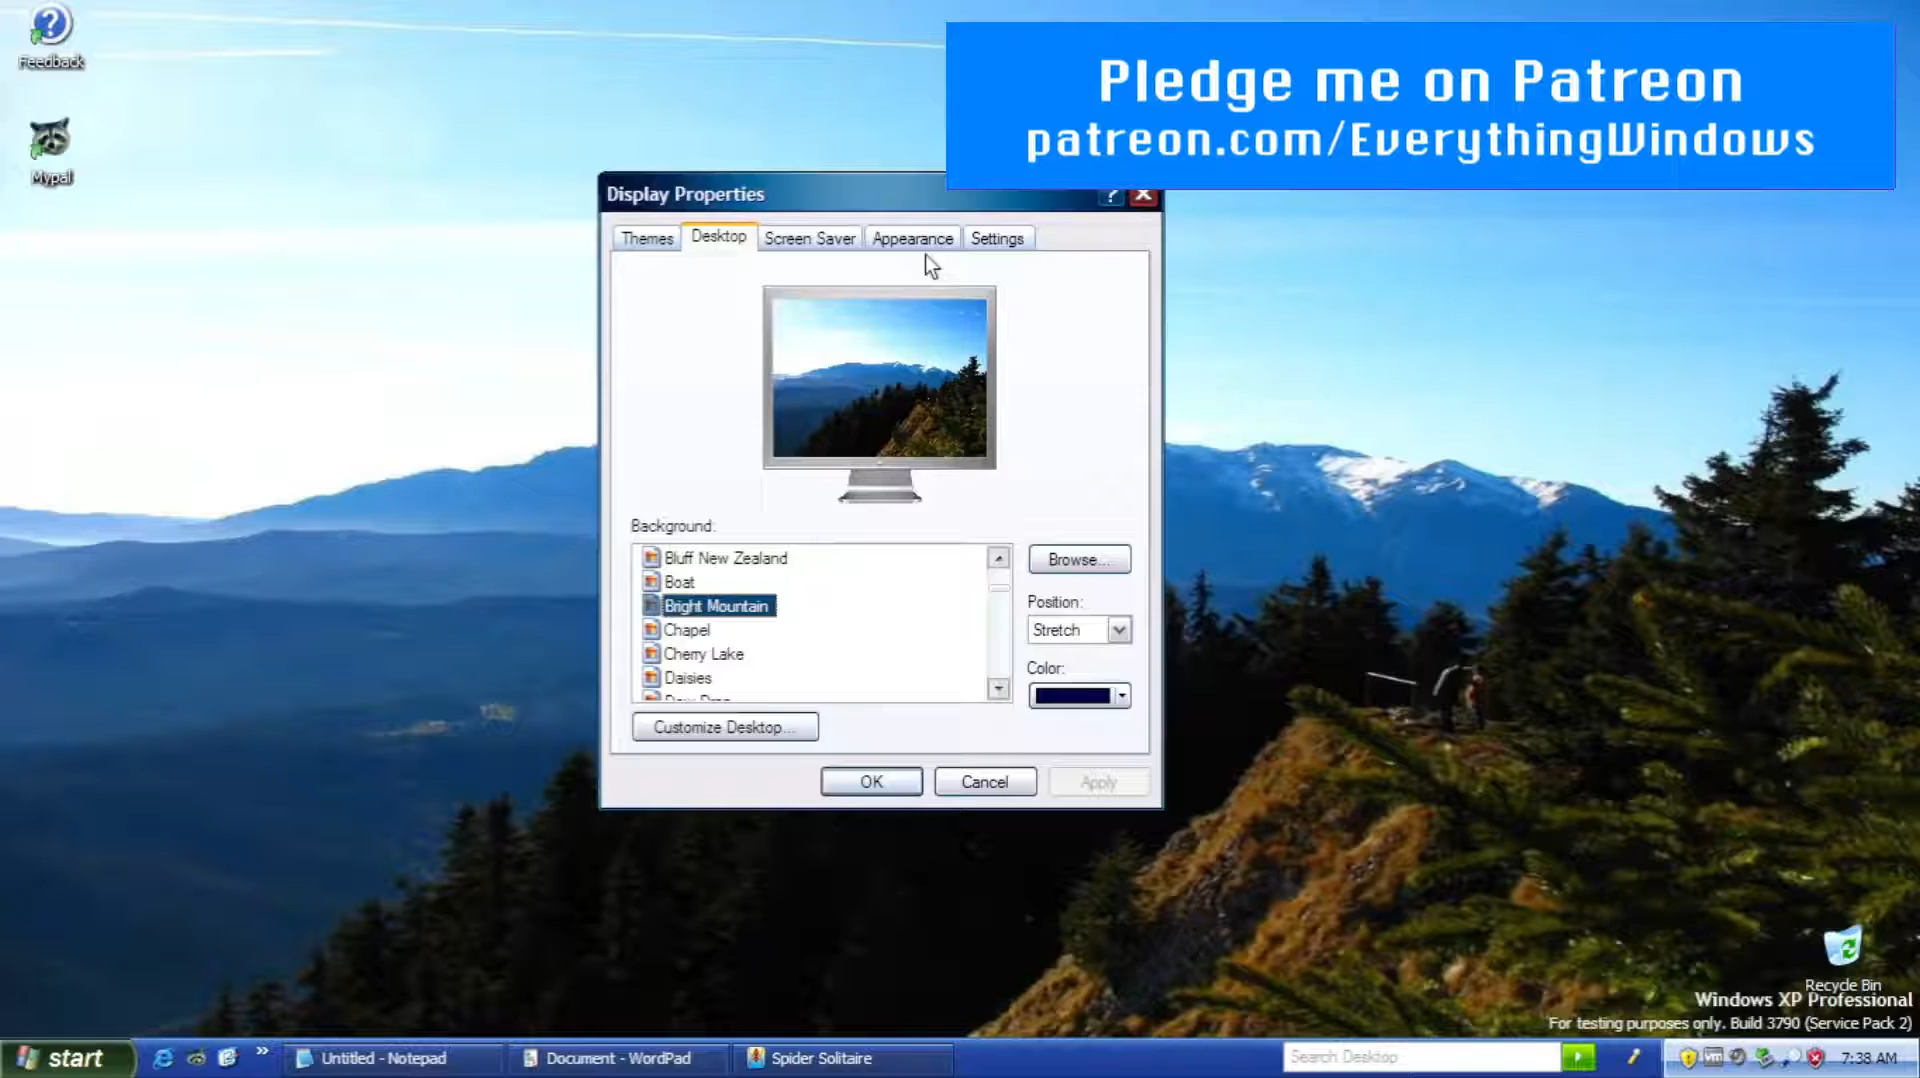 Feedback
Mypal
Pledge me on Patreon
patreon.com/EverythingWindows
Display Properties
Themes
Desktop
Screen Saver
Appearance
Settings
Background:
Bluff New Zealand
Boat
Bright Mountain
Chapel
Cherry Lake
Daisies
Browse...
Position:
Stretch
Color:
Customize Desktop...
OK
Cancel
Apply
Recycle Bin
Windows XP Professional
For testing purposes only. Build 3790 (Service Pack 2)
start
Untitled - Notepad
Document - WordPad
Spider Solitaire
Search Desktop
vm
7:38 AM